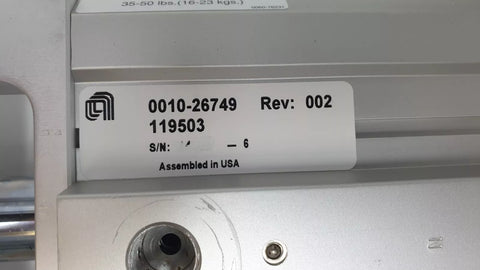 35-50 lbs.(16-23 kgs.)
0010-26749 Rev: 002
119503
S/N: — 6
Assembled in USA